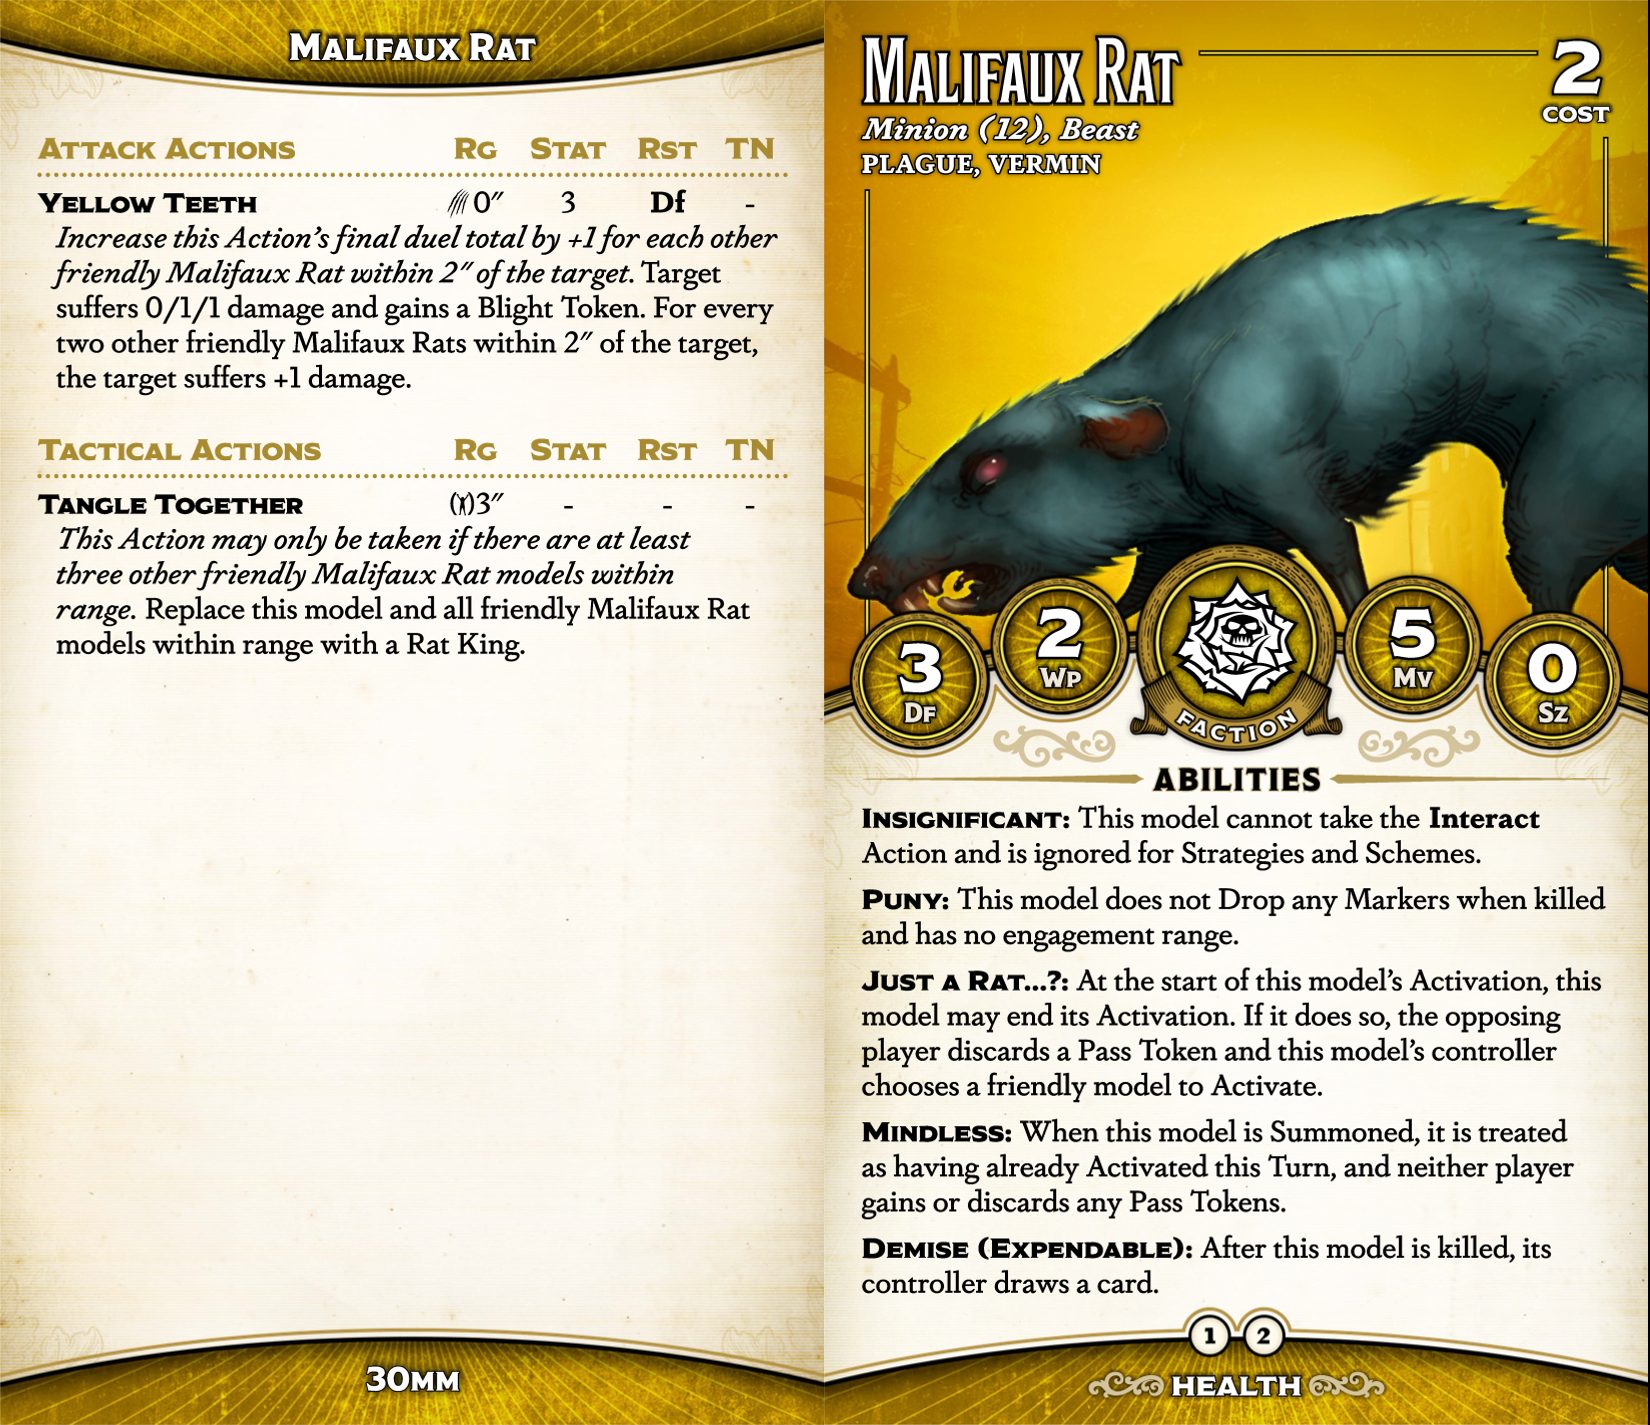 Malifaux Rat
Attack Actions Rg Stat Rst TN
Yellow Teeth 0″ 3 Df -
Increase this Action's final duel total by +1 for each other
friendly Malifaux Rat within 2″ of the target. Target
suffers 0/1/1 damage and gains a Blight Token. For every
two other friendly Malifaux Rats within 2″ of the target,
the target suffers +1 damage.
Tactical Actions Rg Stat Rst TN
Tangle Together 3″ - - -
This Action may only be taken if there are at least
three other friendly Malifaux Rat models within
range. Replace this model and all friendly Malifaux Rat
models within range with a Rat King.
30mm
Malifaux Rat
2
Cost
Minion (12), Beast
Plague, Vermin
3 Df
2 Wp
Faction
5 Mv
0 Sz
Abilities
Insignificant: This model cannot take the Interact
Action and is ignored for Strategies and Schemes.
Puny: This model does not Drop any Markers when killed
and has no engagement range.
Just a Rat...?: At the start of this model's Activation, this
model may end its Activation. If it does so, the opposing
player discards a Pass Token and this model's controller
chooses a friendly model to Activate.
Mindless: When this model is Summoned, it is treated
as having already Activated this Turn, and neither player
gains or discards any Pass Tokens.
Demise (Expendable): After this model is killed, its
controller draws a card.
1 2
Health